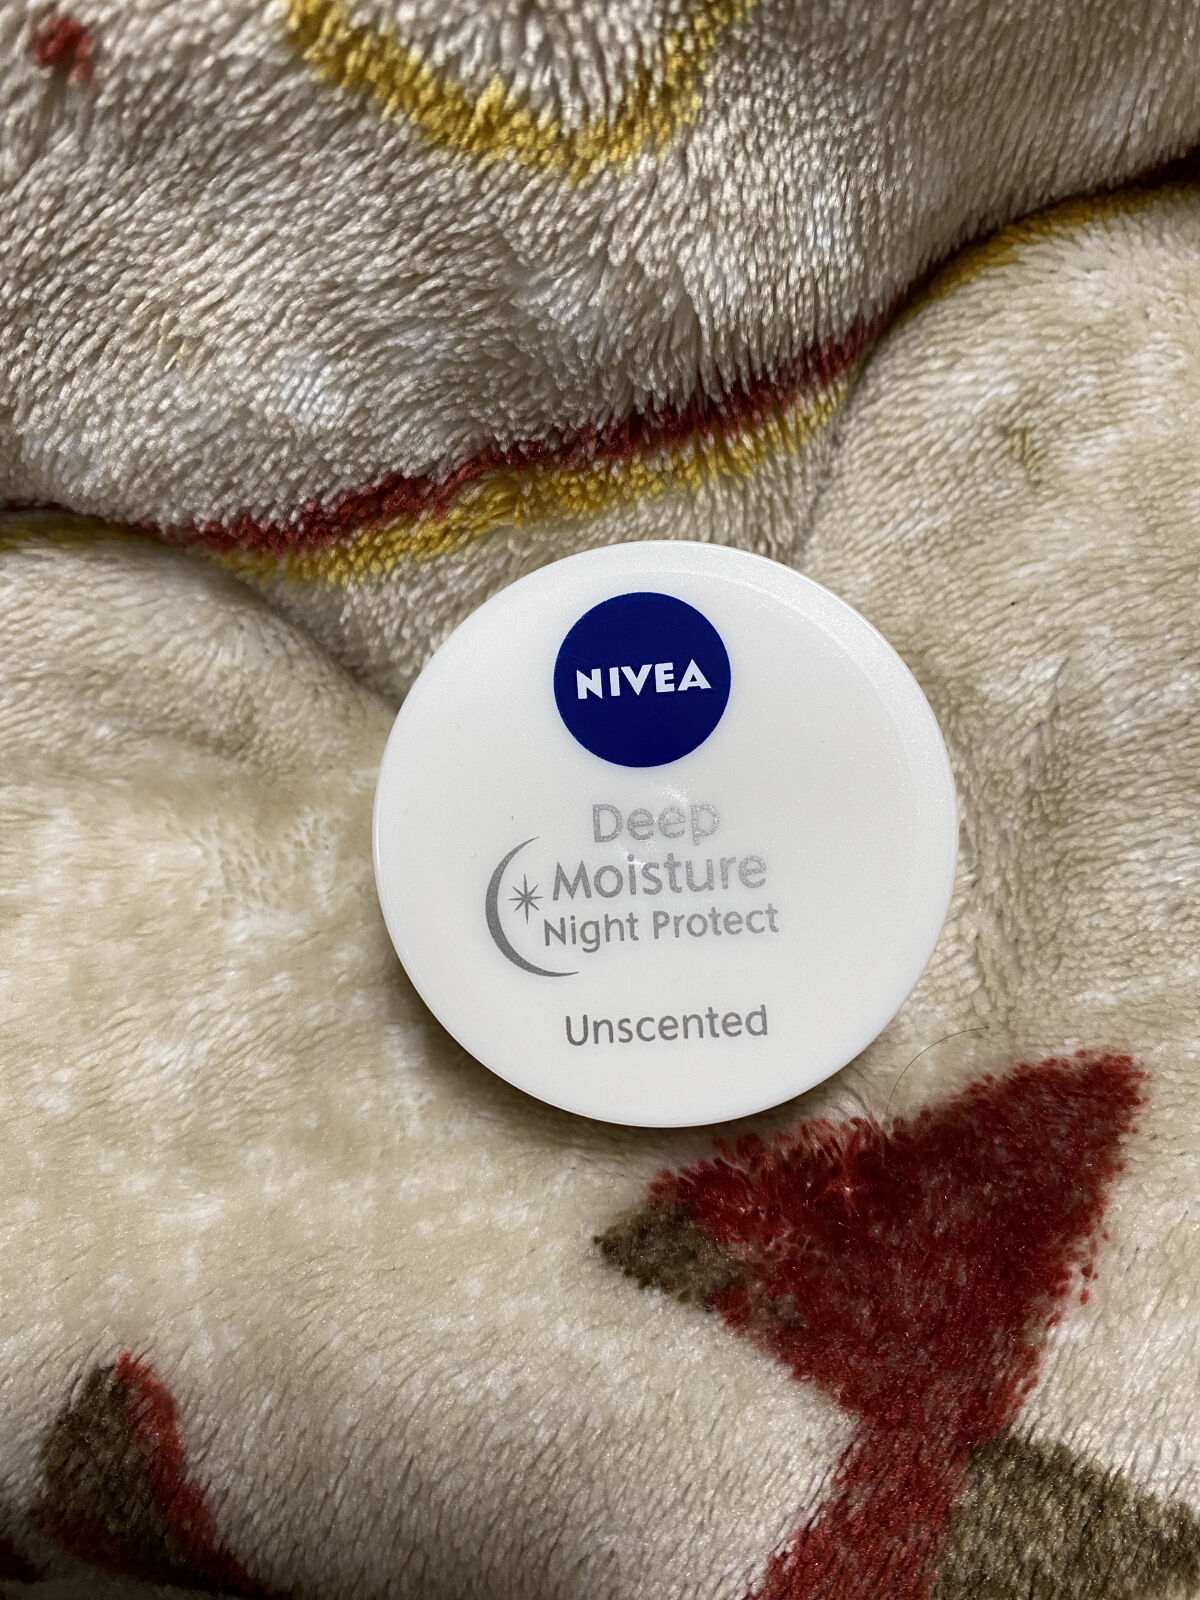 NIVEA
Deep
Moisture
Night Protect
Unscented